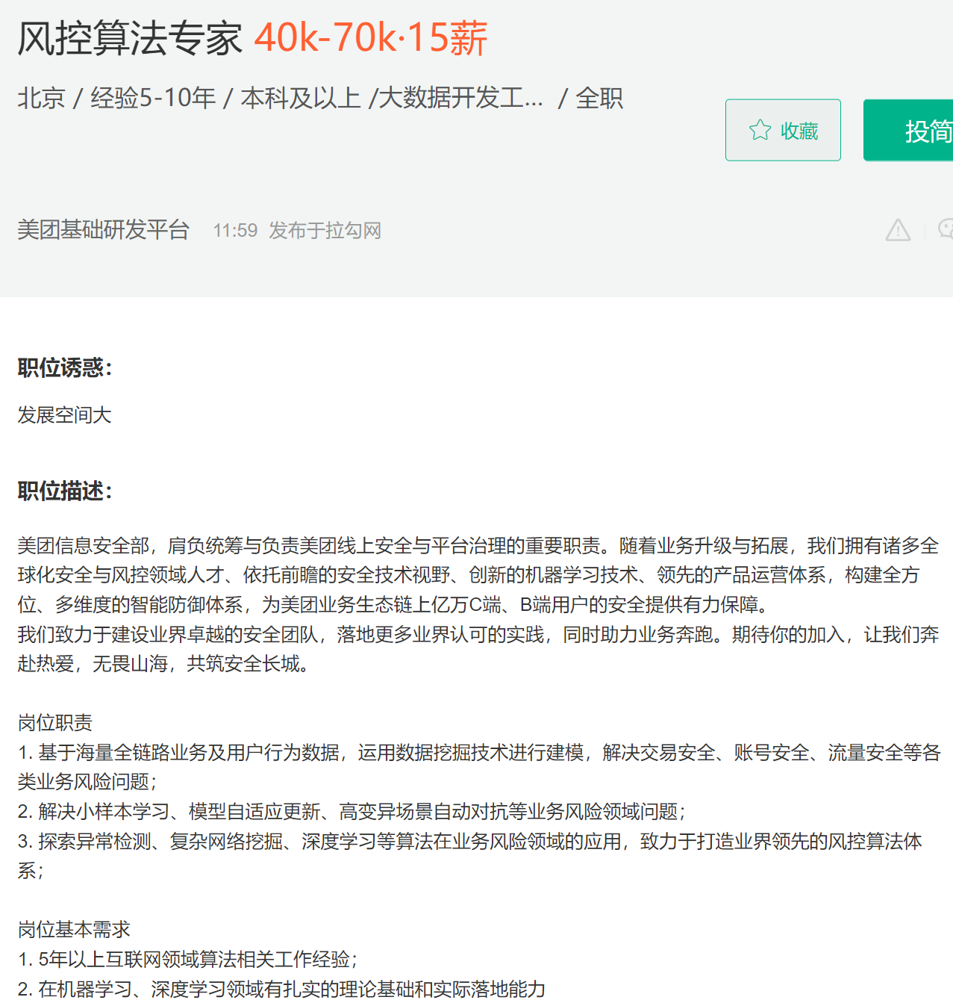 风控算法专家 40k-70k·15薪
北京 / 经验5-10年 / 本科及以上 /大数据开发工... / 全职
收藏
投简
美团基础研发平台 11:59 发布于拉勾网
职位诱惑：
发展空间大
职位描述：
美团信息安全部，肩负统筹与负责美团线上安全与平台治理的重要职责。随着业务升级与拓展，我们拥有诸多全
球化安全与风控领域人才、依托前瞻的安全技术视野、创新的机器学习技术、领先的产品运营体系，构建全方
位、多维度的智能防御体系，为美团业务生态链上亿万C端、B端用户的安全提供有力保障。
我们致力于建设业界卓越的安全团队，落地更多业界认可的实践，同时助力业务奔跑。期待你的加入，让我们奔
赴热爱，无畏山海，共筑安全长城。
岗位职责
1. 基于海量全链路业务及用户行为数据，运用数据挖掘技术进行建模，解决交易安全、账号安全、流量安全等各
类业务风险问题；
2. 解决小样本学习、模型自适应更新、高变异场景自动对抗等业务风险领域问题；
3. 探索异常检测、复杂网络挖掘、深度学习等算法在业务风险领域的应用，致力于打造业界领先的风控算法体
系；
岗位基本需求
1. 5年以上互联网领域算法相关工作经验；
2. 在机器学习、深度学习领域有扎实的理论基础和实际落地能力